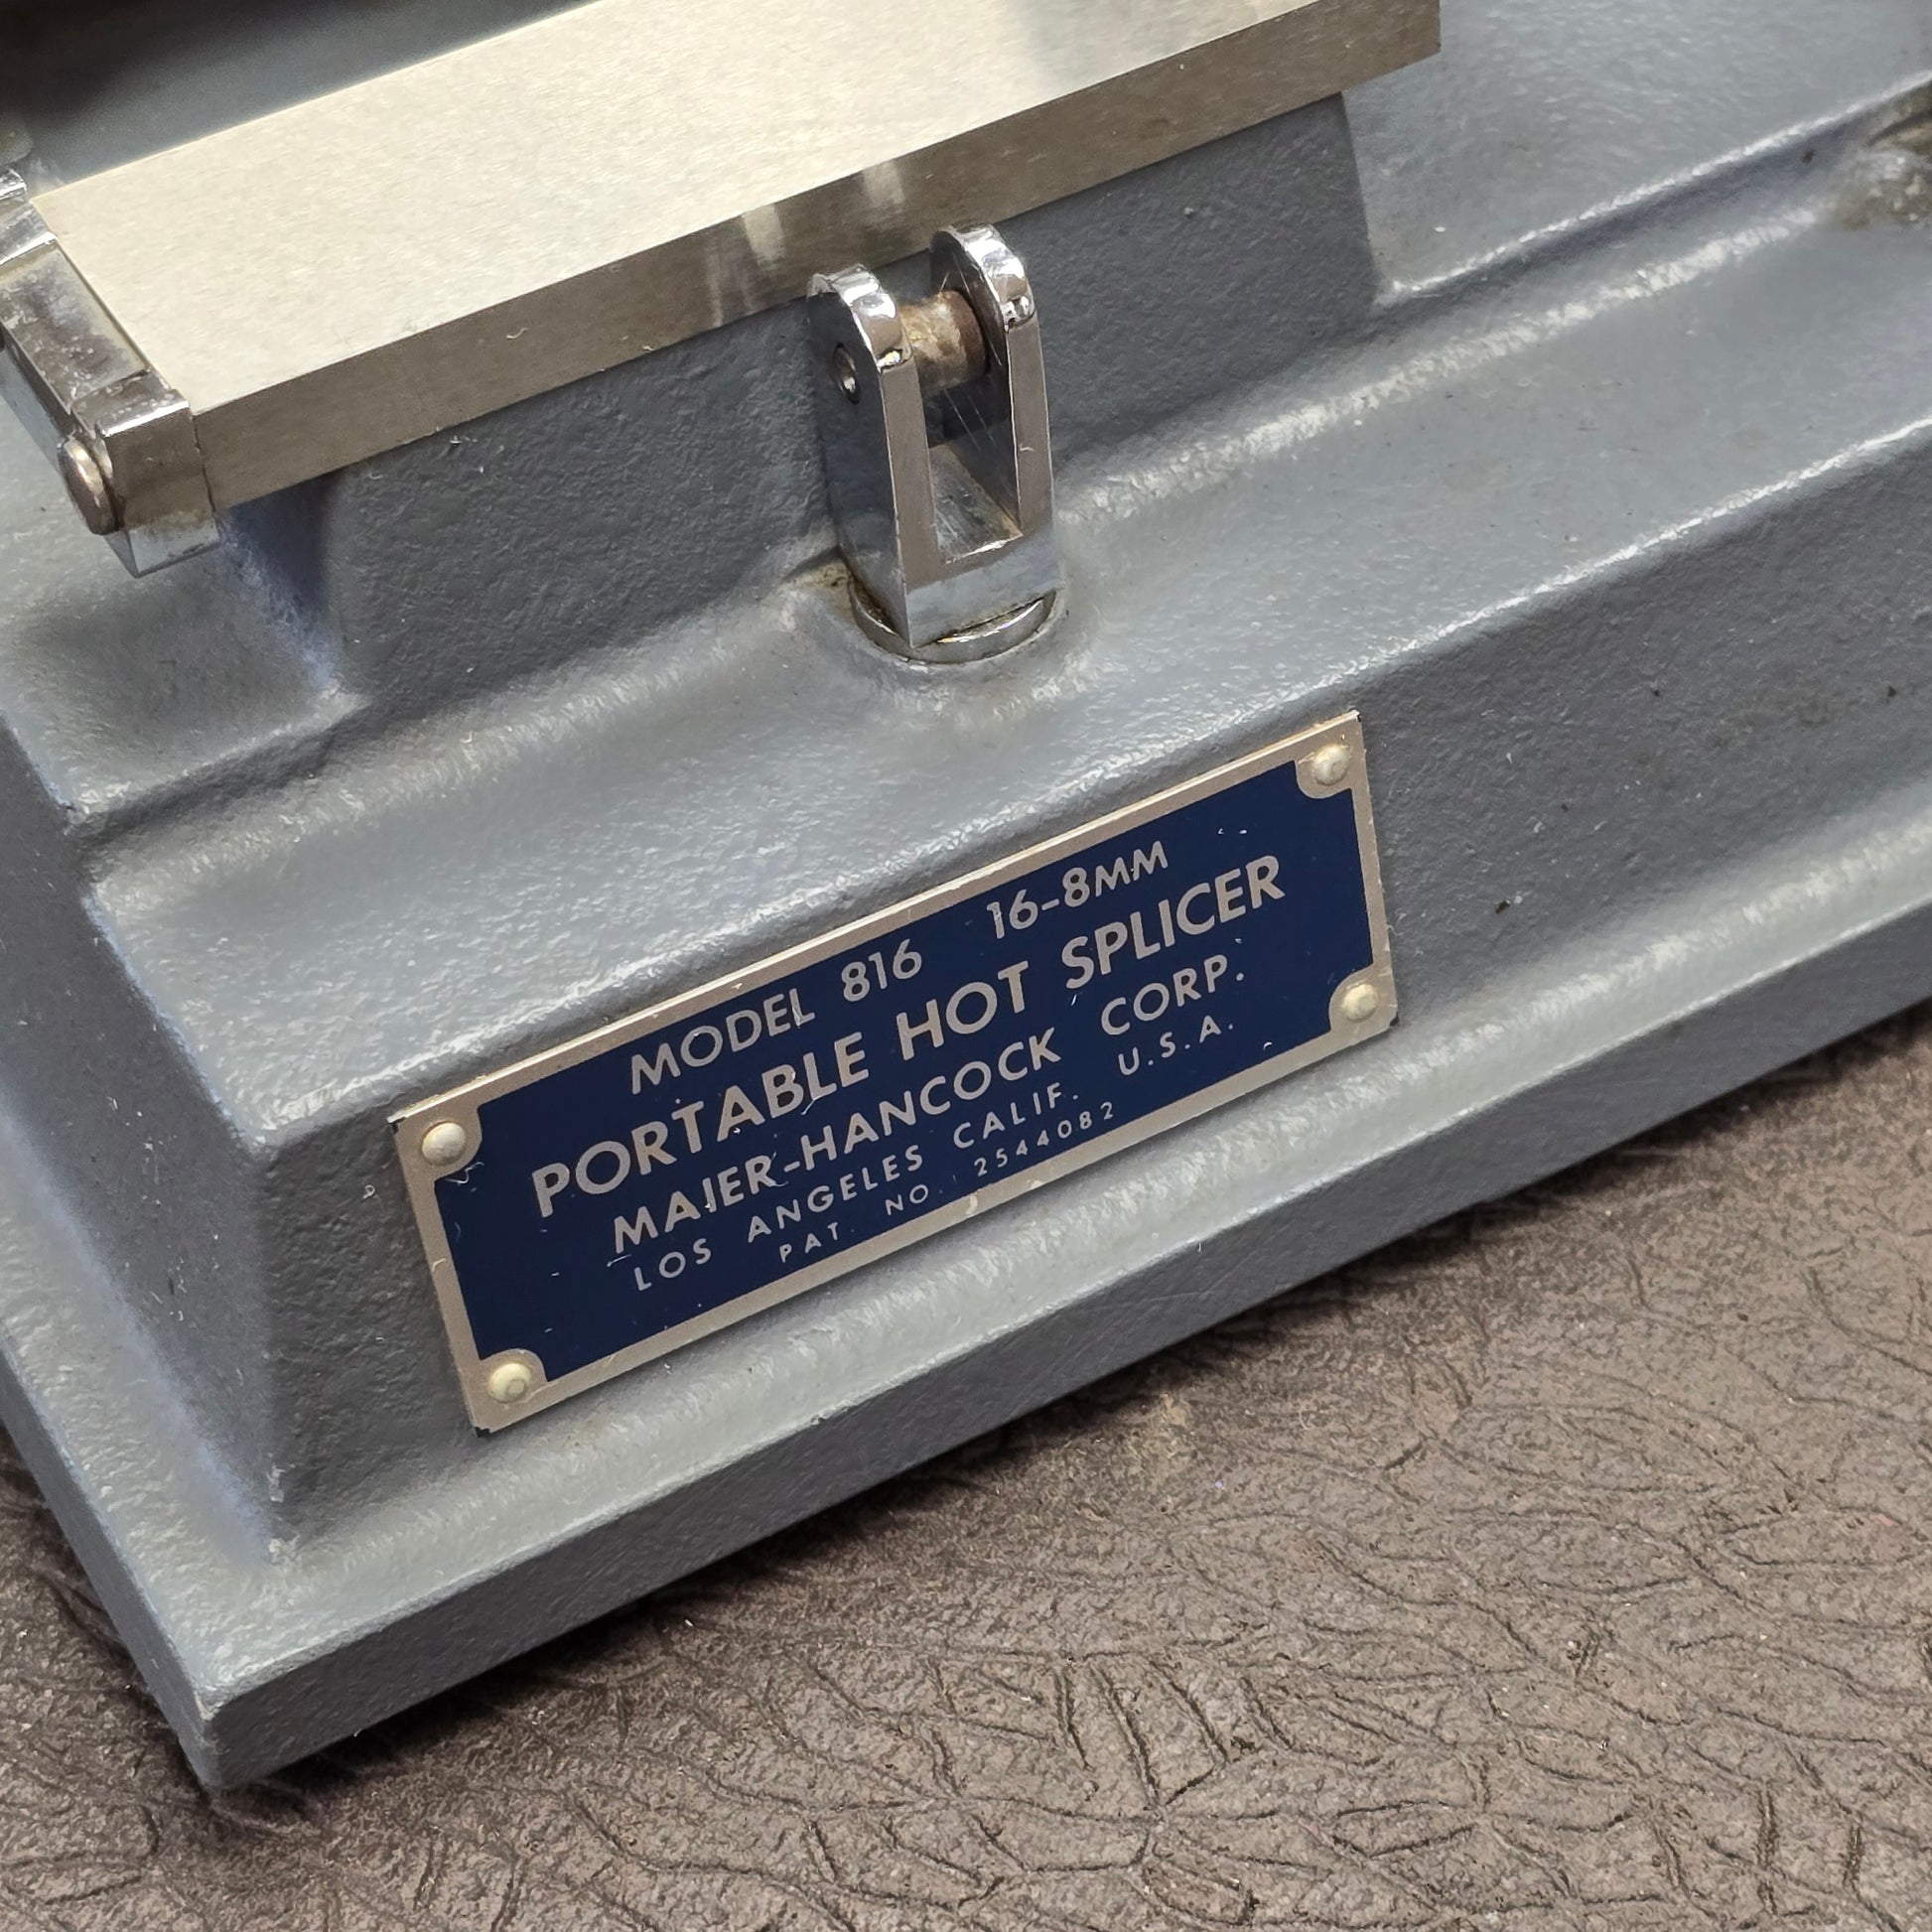 MODEL 816 16-8MM
PORTABLE HOT SPLICER
MAIER-HANCOCK CORP.
LOS ANGELES CALIF. U.S.A.
PAT. NO. 2544082